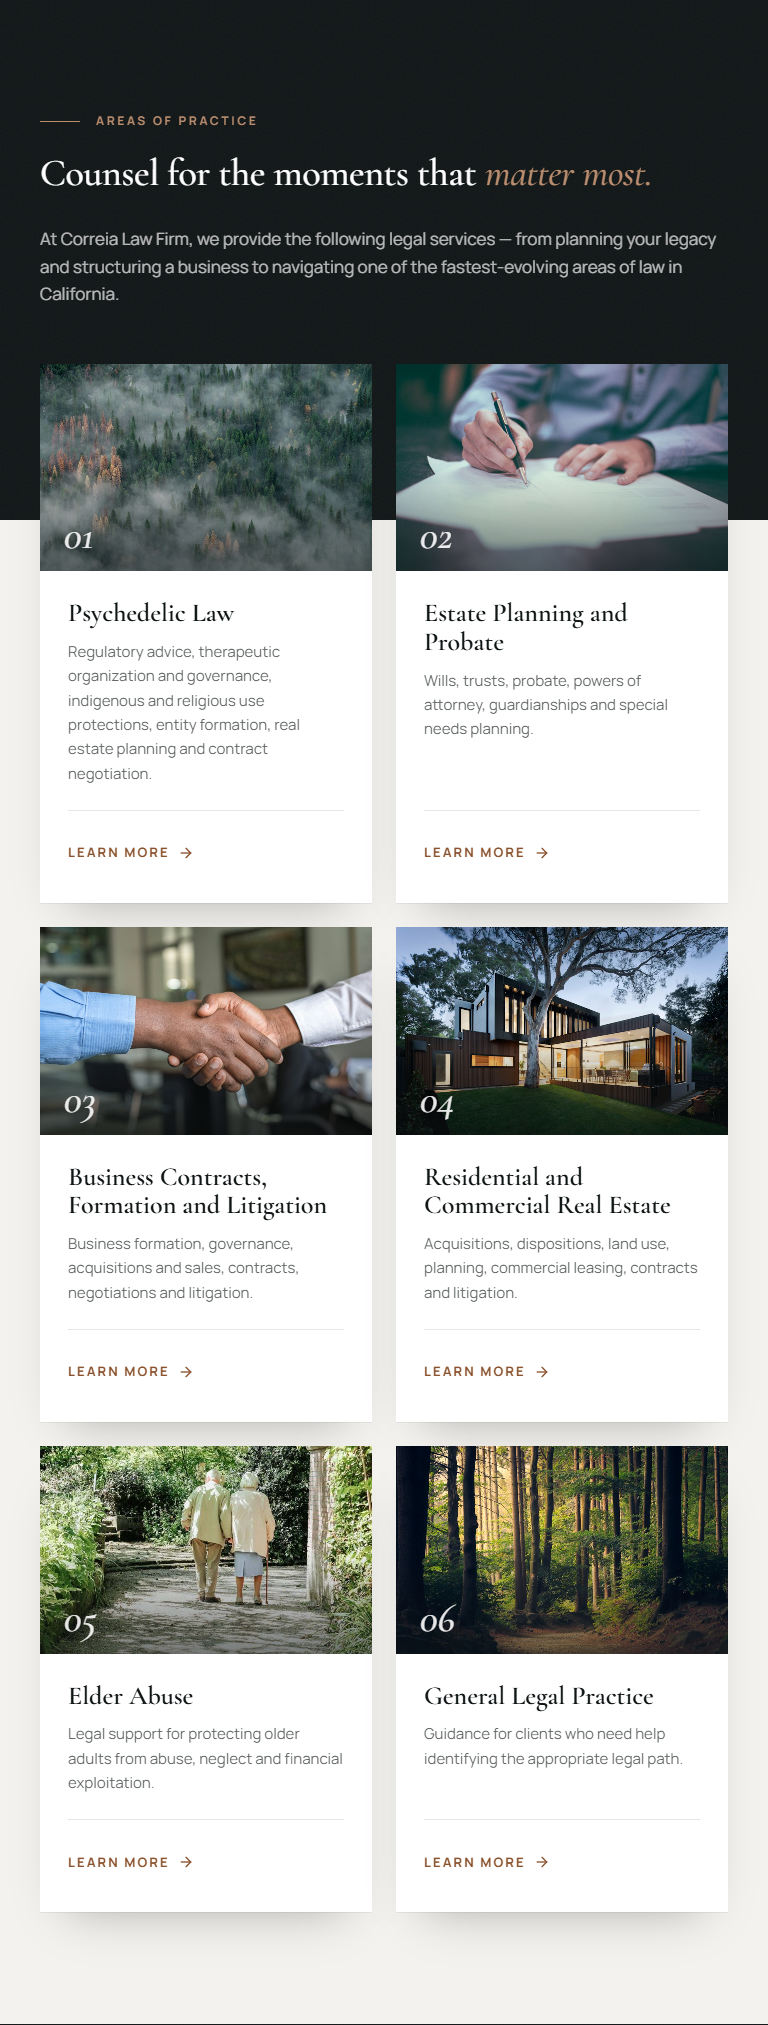 AREAS OF PRACTICE
Counsel for the moments that matter most.
At Correia Law Firm, we provide the following legal services — from planning your legacy
and structuring a business to navigating one of the fastest-evolving areas of law in
California.
01
Psychedelic Law
Regulatory advice, therapeutic
organization and governance,
indigenous and religious use
protections, entity formation, real
estate planning and contract
negotiation.
LEARN MORE →
02
Estate Planning and
Probate
Wills, trusts, probate, powers of
attorney, guardianships and special
needs planning.
LEARN MORE →
03
Business Contracts,
Formation and Litigation
Business formation, governance,
acquisitions and sales, contracts,
negotiations and litigation.
LEARN MORE →
04
Residential and
Commercial Real Estate
Acquisitions, dispositions, land use,
planning, commercial leasing, contracts
and litigation.
LEARN MORE →
05
Elder Abuse
Legal support for protecting older
adults from abuse, neglect and financial
exploitation.
LEARN MORE →
06
General Legal Practice
Guidance for clients who need help
identifying the appropriate legal path.
LEARN MORE →